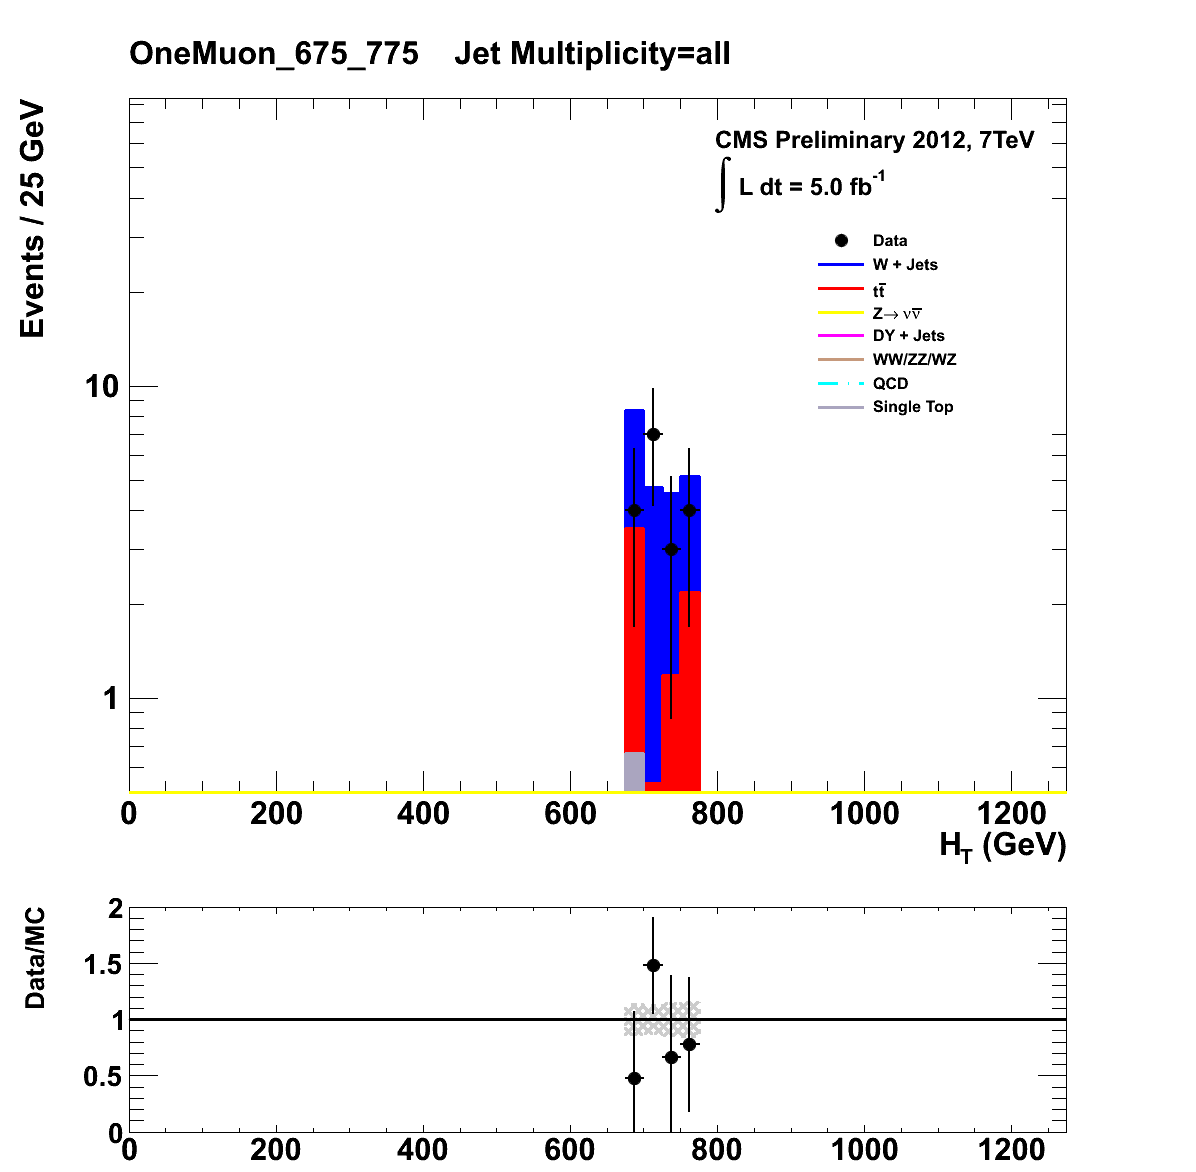 OneMuon_675_775 Jet Multiplicity=all
Events / 25 GeV
CMS Preliminary 2012, 7TeV
∫ L dt = 5.0 fb⁻¹
Data
W + Jets
tt̅
Z→ νν̅
DY + Jets
WW/ZZ/WZ
QCD
Single Top
10
1
0 200 400 600 800 1000 1200
H_T (GeV)
Data/MC
2
1.5
1
0.5
0
0 200 400 600 800 1000 1200